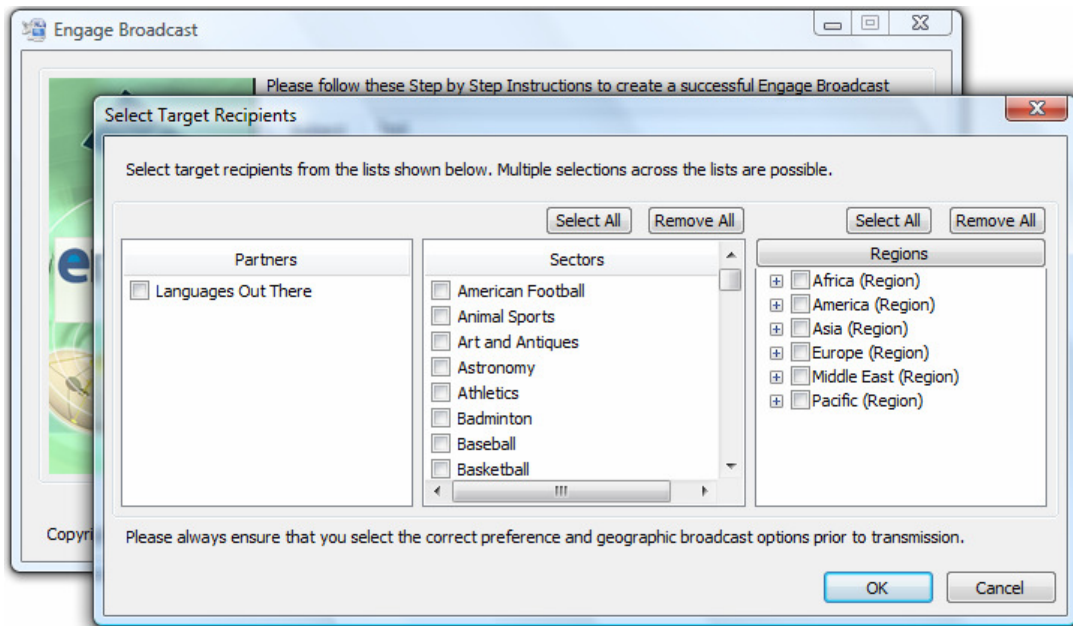 Engage Broadcast
Please follow these Step by Step Instructions to create a successful Engage Broadcast
Select Target Recipients
Select target recipients from the lists shown below. Multiple selections across the lists are possible.
Select All Remove All Select All Remove All
Partners
Languages Out There
Sectors
American Football
Animal Sports
Art and Antiques
Astronomy
Athletics
Badminton
Baseball
Basketball
Regions
Africa (Region)
America (Region)
Asia (Region)
Europe (Region)
Middle East (Region)
Pacific (Region)
Please always ensure that you select the correct preference and geographic broadcast options prior to transmission.
OK Cancel